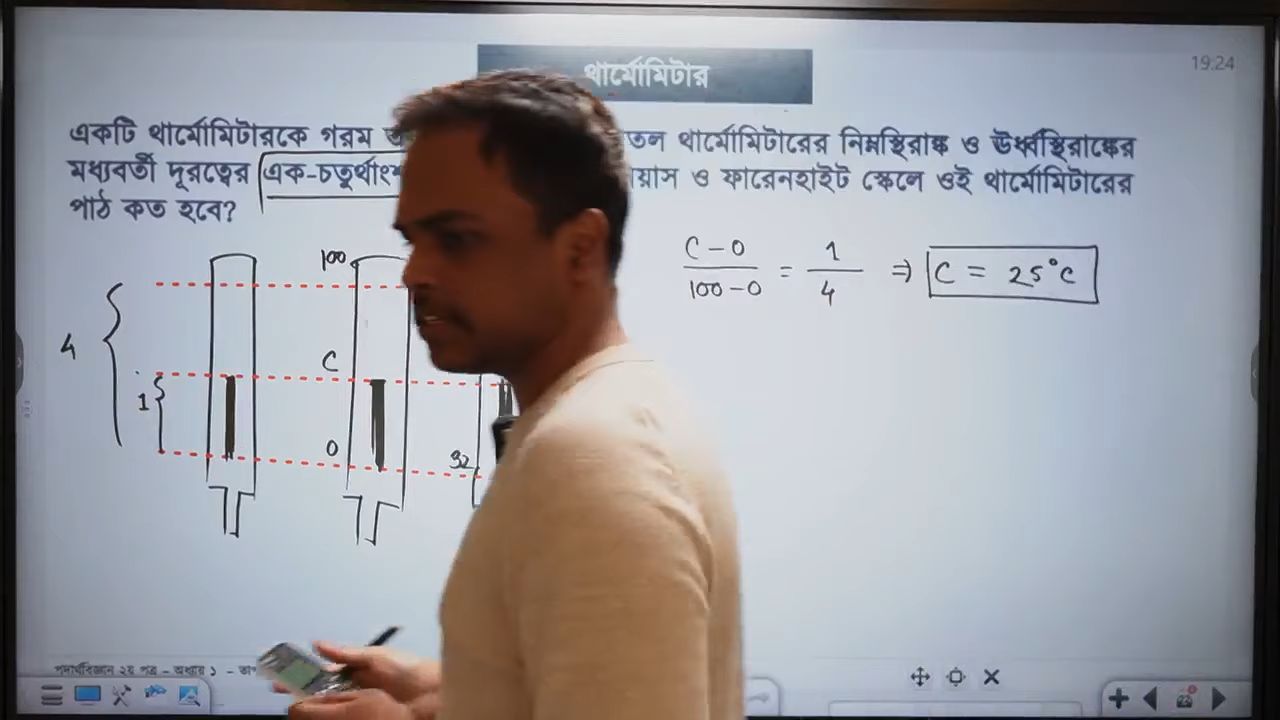 থার্মোমিটার
19:24
একটি থার্মোমিটারকে গরম থার্মোমিটারের নিম্নস্থিরাঙ্ক ও ঊর্ধ্বস্থিরাঙ্কের
মধ্যবর্তী দূরত্বের এক-চতুর্থাংশ ও ফারেনহাইট স্কেলে ওই থার্মোমিটারের
পাঠ কত হবে?
C - 0 / 100 - 0 = 1 / 4 ⇒ C = 25°C
100
4
C
1
0
32
পদার্থবিজ্ঞান ২য় পত্র - অধ্যায় ১ -